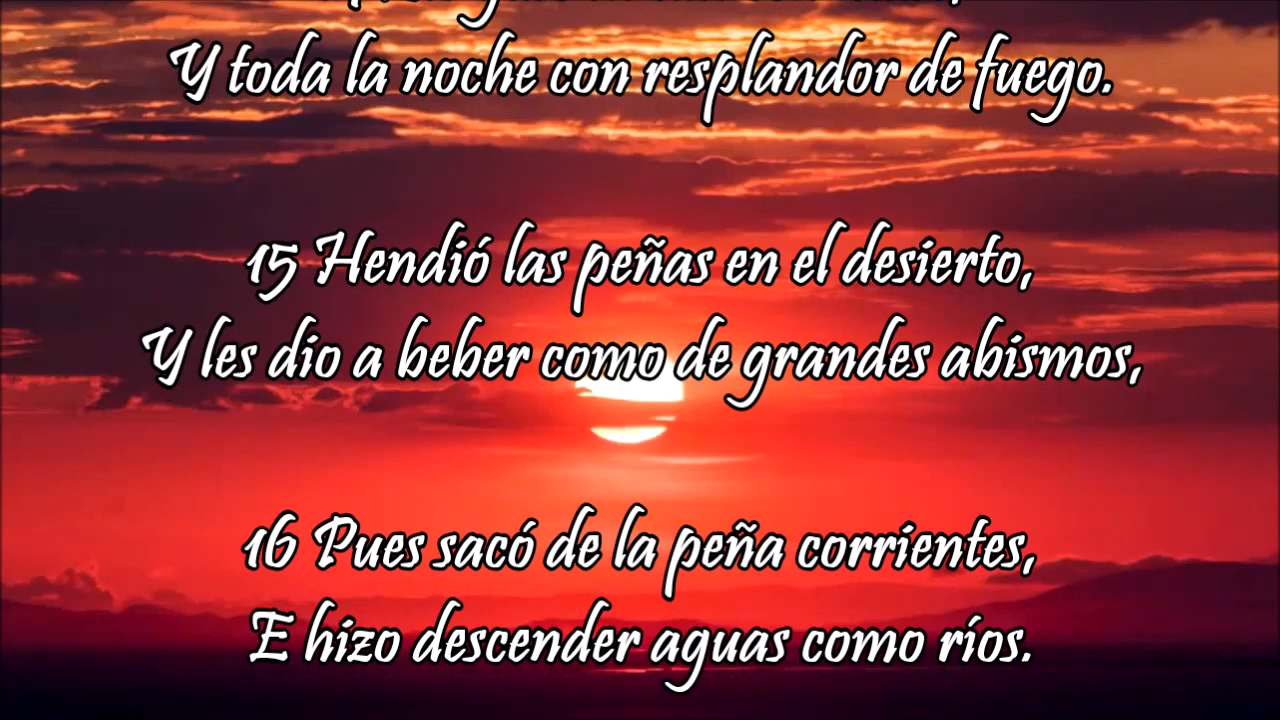 Y toda la noche con resplandor de fuego.
15 Hendió las peñas en el desierto,
Y les dio a beber como de grandes abismos,
16 Pues sacó de la peña corrientes,
E hizo descender aguas como ríos.